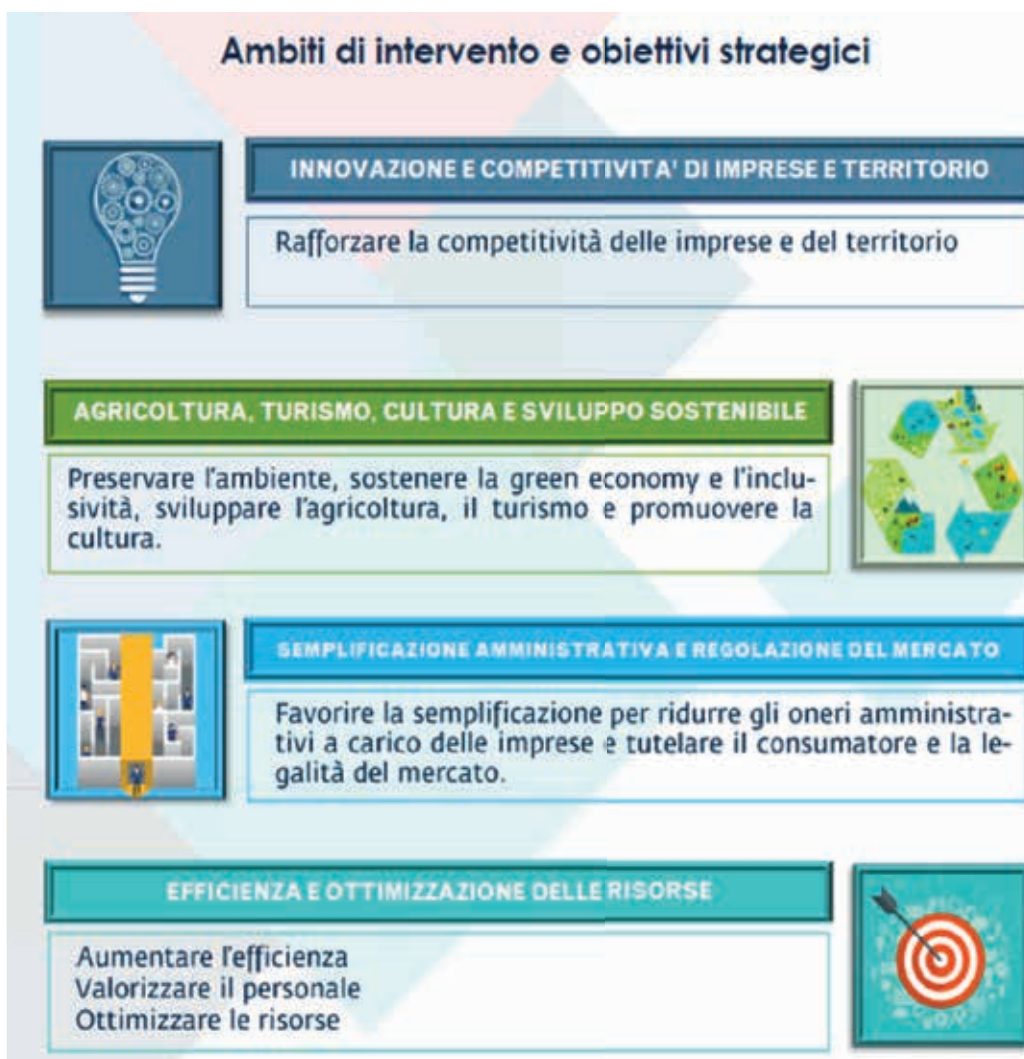 Ambiti di intervento e obiettivi strategici
INNOVAZIONE E COMPETITIVITA' DI IMPRESE E TERRITORIO
Rafforzare la competitività delle imprese e del territorio
AGRICOLTURA, TURISMO, CULTURA E SVILUPPO SOSTENIBILE
Preservare l'ambiente, sostenere la green economy e l'inclu-
sività, sviluppare l'agricoltura, il turismo e promuovere la
cultura.
SEMPLIFICAZIONE AMMINISTRATIVA E REGOLAZIONE DEL MERCATO
Favorire la semplificazione per ridurre gli oneri amministra-
tivi a carico delle imprese e tutelare il consumatore e la le-
galità del mercato.
EFFICIENZA E OTTIMIZZAZIONE DELLE RISORSE
Aumentare l'efficienza
Valorizzare il personale
Ottimizzare le risorse